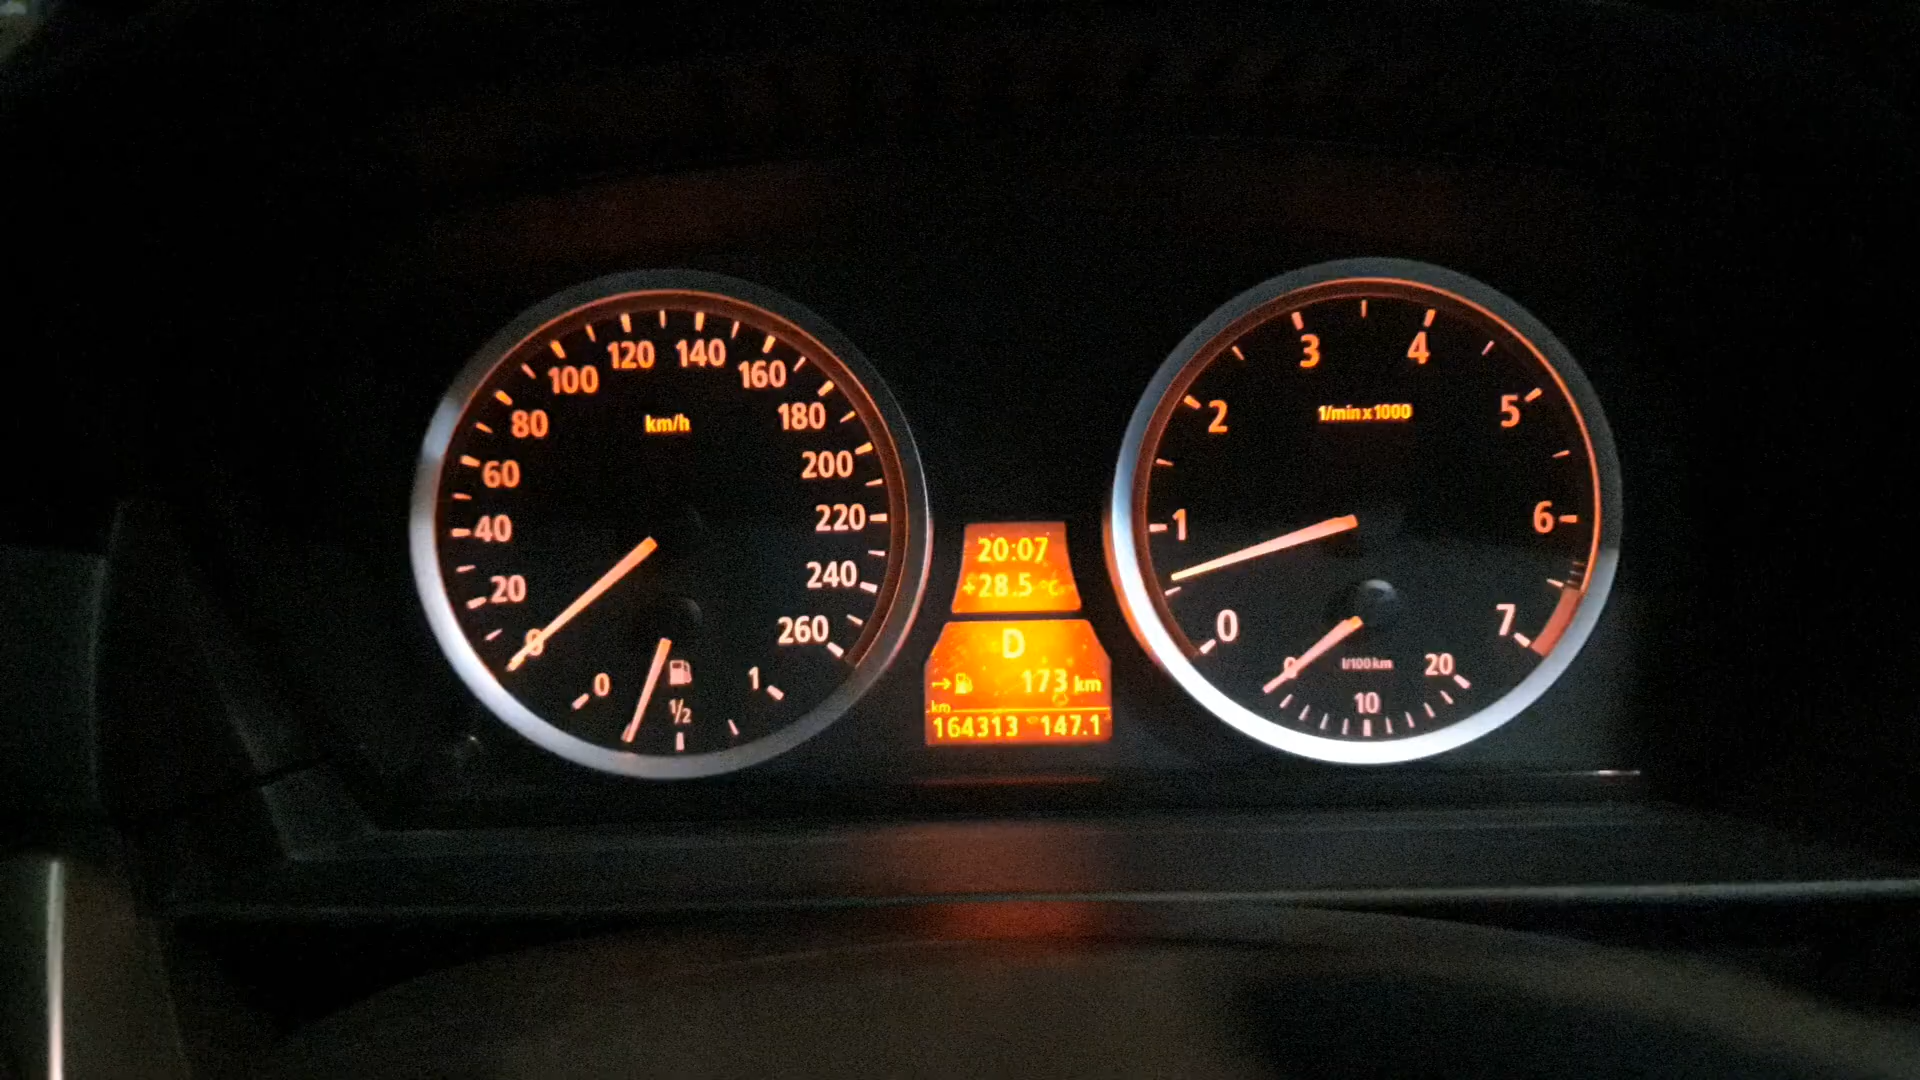 0 20 40 60 80 100 120 140 160 180 200 220 240 260
km/h
0 1/2 1
20:07
+28.5 °C
D
→ 173 km
km
164313 147.1
0 1 2 3 4 5 6 7
1/min x 1000
0 10 20
l/100 km